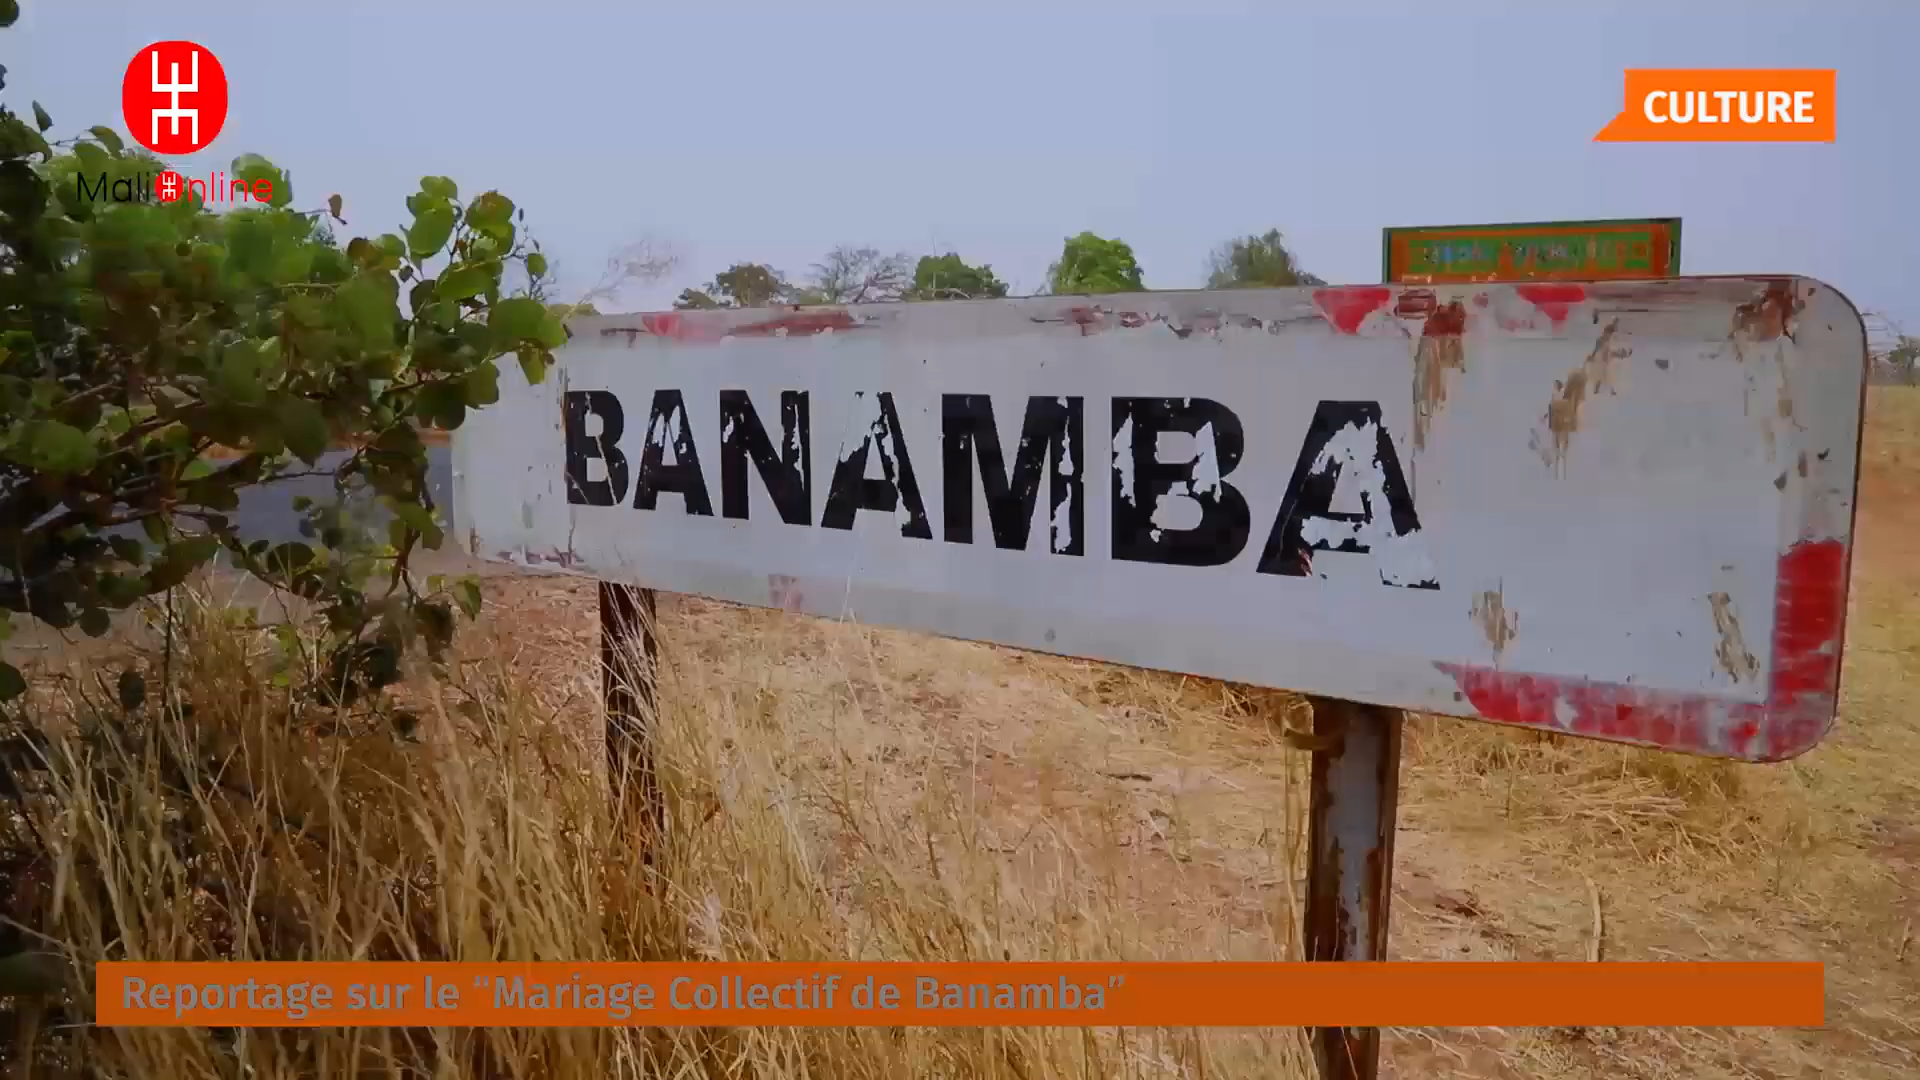 CULTURE
MaliOnline
BANAMBA
Reportage sur le “Mariage Collectif de Banamba”